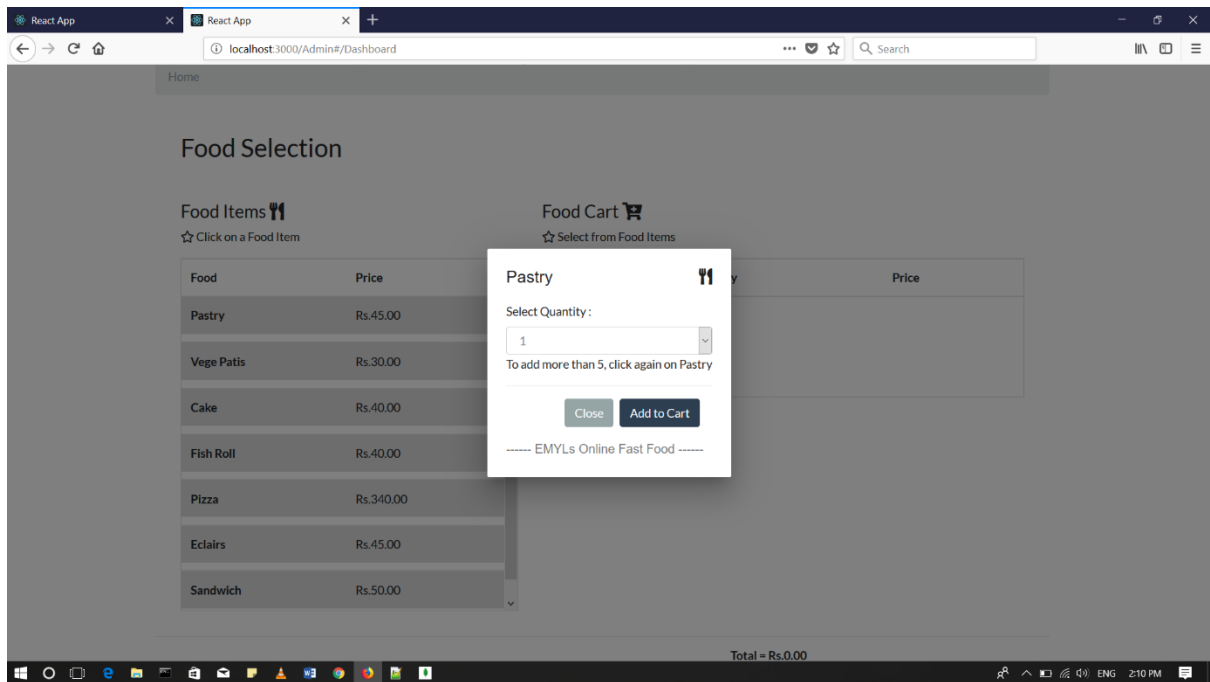 React App
React App
localhost:3000/Admin#/Dashboard
Search
Home
Food Selection
Food Items
Click on a Food Item
Food Cart
Select from Food Items
Food Price
Pastry Rs.45.00
Vege Patis Rs.30.00
Cake Rs.40.00
Fish Roll Rs.40.00
Pizza Rs.340.00
Eclairs Rs.45.00
Sandwich Rs.50.00
y Price
Pastry
Select Quantity :
1
To add more than 5, click again on Pastry
Close Add to Cart
------ EMYLs Online Fast Food ------
Total = Rs.0.00
ENG 2:10 PM